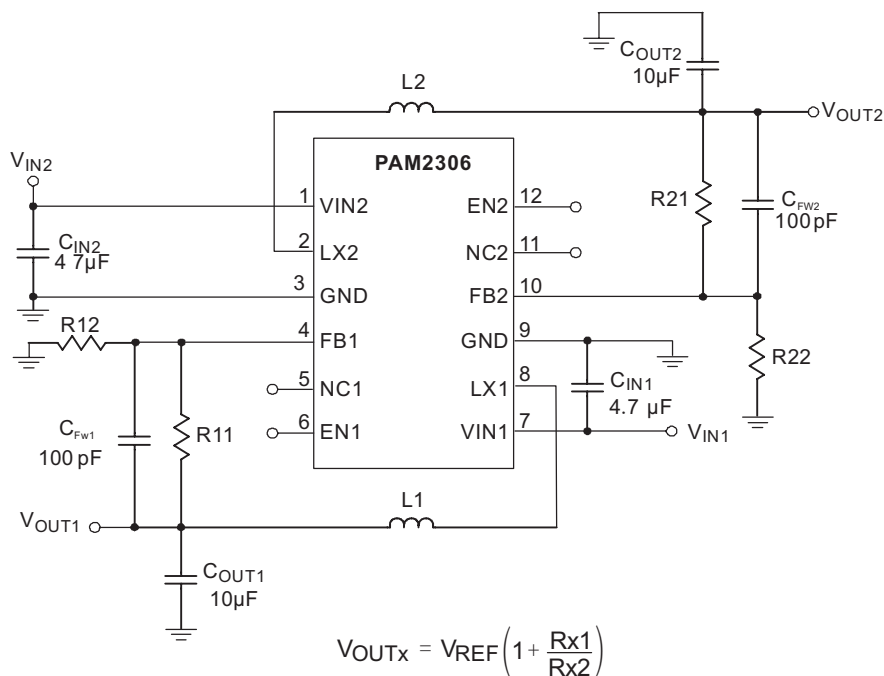 COUT2
10µF
L2
VOUT2
PAM2306
VIN2
1 VIN2
EN2 12
R21
CFW2
100 pF
CIN2
4 7µF
2 LX2
NC2 11
3 GND
FB2 10
R12
4 FB1
GND 9
R22
5 NC1
LX1 8
CIN1
4.7 µF
CFw1
100 pF
R11
6 EN1
VIN1 7
VIN1
L1
VOUT1
COUT1
10µF
VOUTx = VREF(1 + Rx1/Rx2)